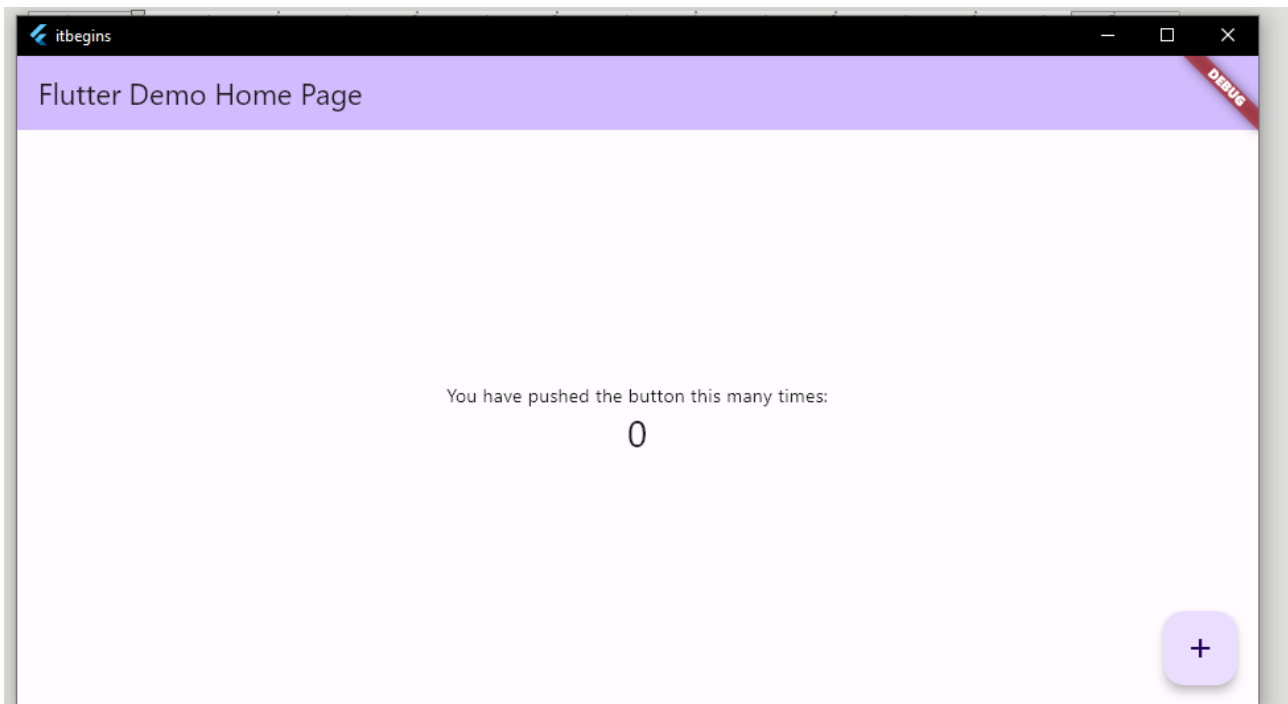 itbegins
Flutter Demo Home Page
DEBUG
You have pushed the button this many times:
0
+